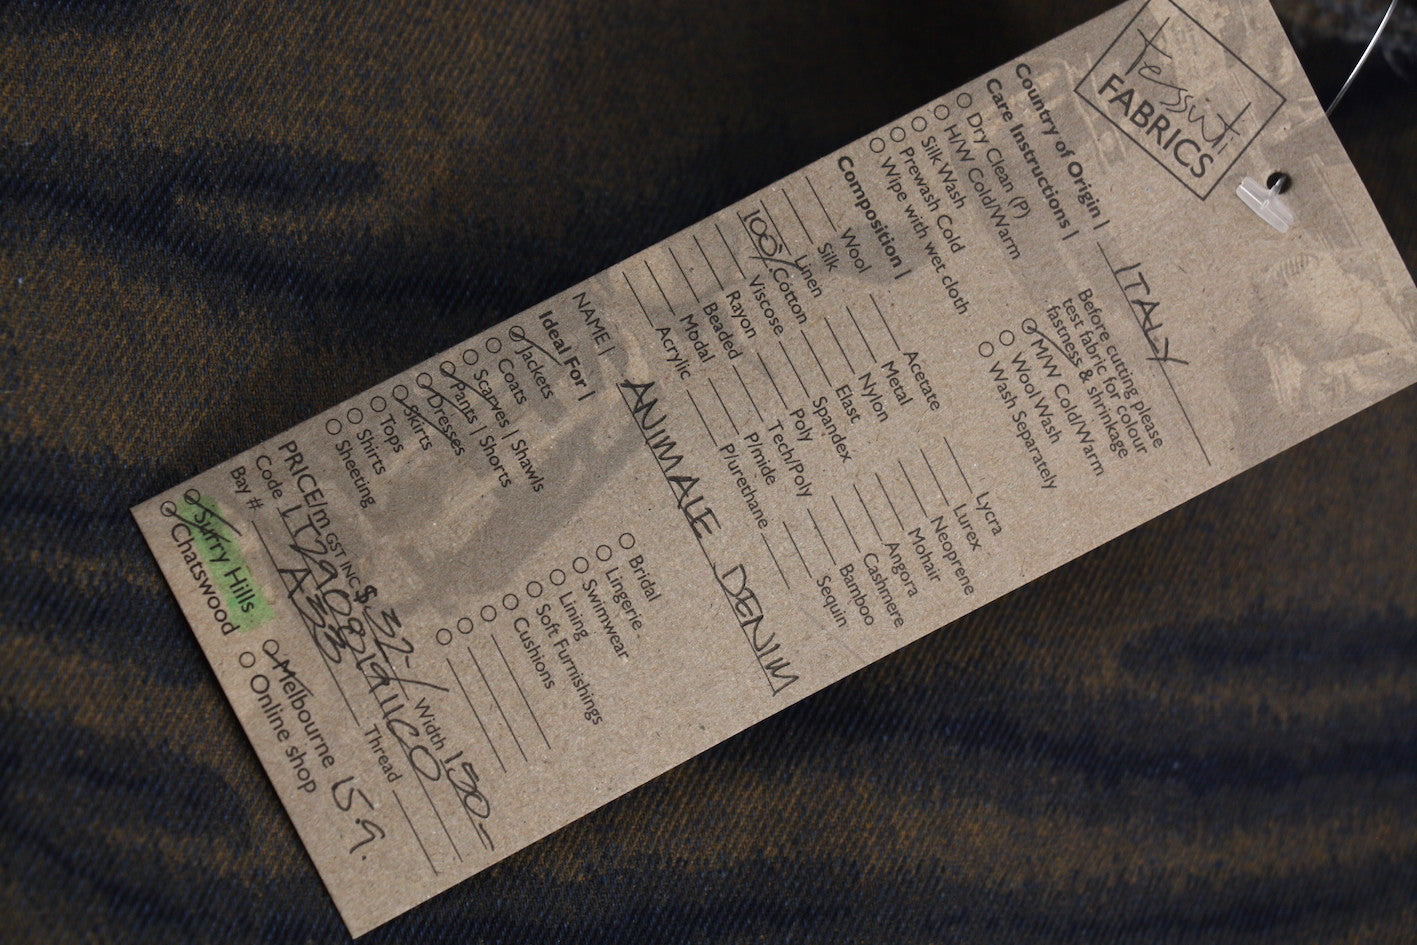 tessuti
FABRICS
Country of Origin | ITALY
Care Instructions | Before cutting please
test fabric for colour
fastness & shrinkage
Dry Clean (P)
H/W Cold/Warm
Silk Wash
Prewash Cold
Wipe with wet cloth
M/W Cold/Warm
Wool Wash
Wash Separately
Composition |
Wool Acetate Lycra
Silk Metal Lurex
Linen Nylon Neoprene
100% Cotton Elast Mohair
Viscose Spandex Angora
Rayon Poly Cashmere
Beaded Tech/Poly Bamboo
Modal P/mide Sequin
Acrylic P/urethane
NAME | ANIMALE DENIM
Ideal For |
Jackets Bridal
Coats Lingerie
Scarves | Shawls Swimwear
Pants | Shorts Lining
Dresses Soft Furnishings
Skirts Cushions
Tops
Shirts
Sheeting
PRICE/m GST INC $ 32-/ Width 150-
Code
Bay # A33 Thread
Surry Hills Melbourne 15.9.
Chatswood Online shop